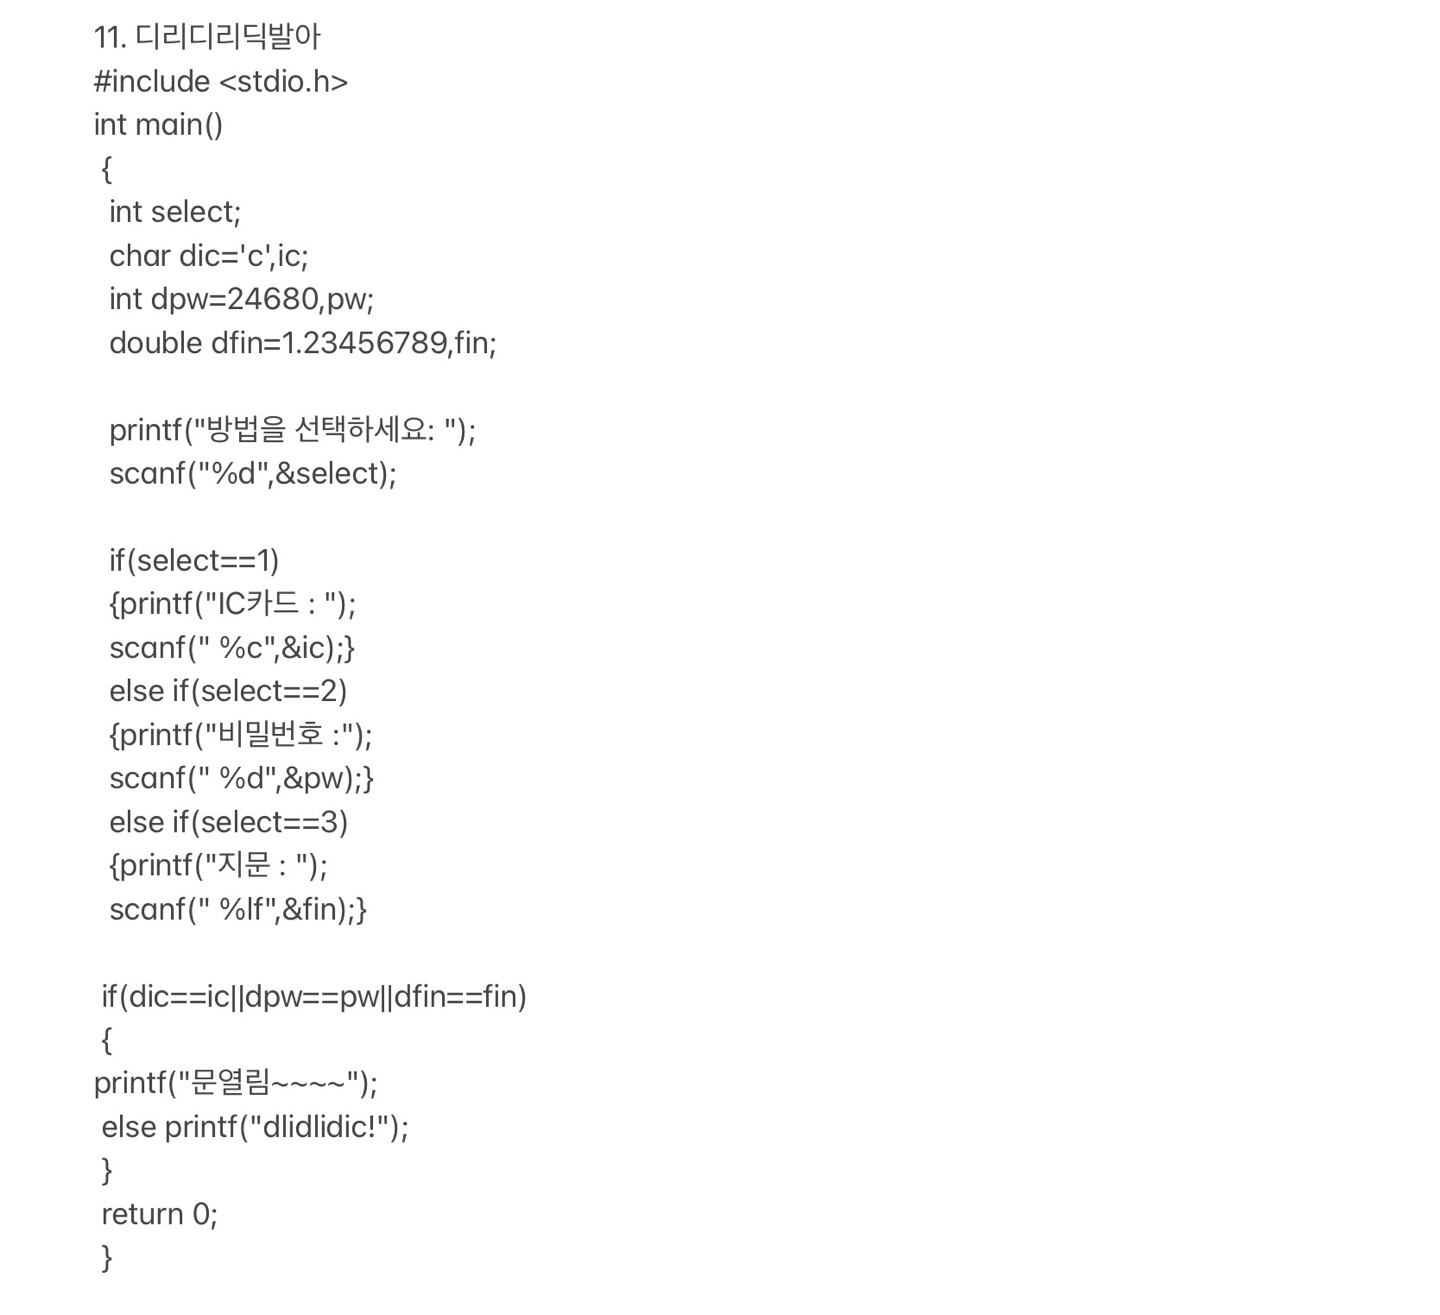 11. 디리디리딕발아
#include <stdio.h>
int main()
{
int select;
char dic='c',ic;
int dpw=24680,pw;
double dfin=1.23456789,fin;
printf("방법을 선택하세요: ");
scanf("%d",&select);
if(select==1)
{printf("IC카드 : ");
scanf(" %c",&ic);}
else if(select==2)
{printf("비밀번호 :");
scanf(" %d",&pw);}
else if(select==3)
{printf("지문 : ");
scanf(" %lf",&fin);}
if(dic==ic||dpw==pw||dfin==fin)
{
printf("문열림~~~~");
else printf("dlidlidic!");
}
return 0;
}